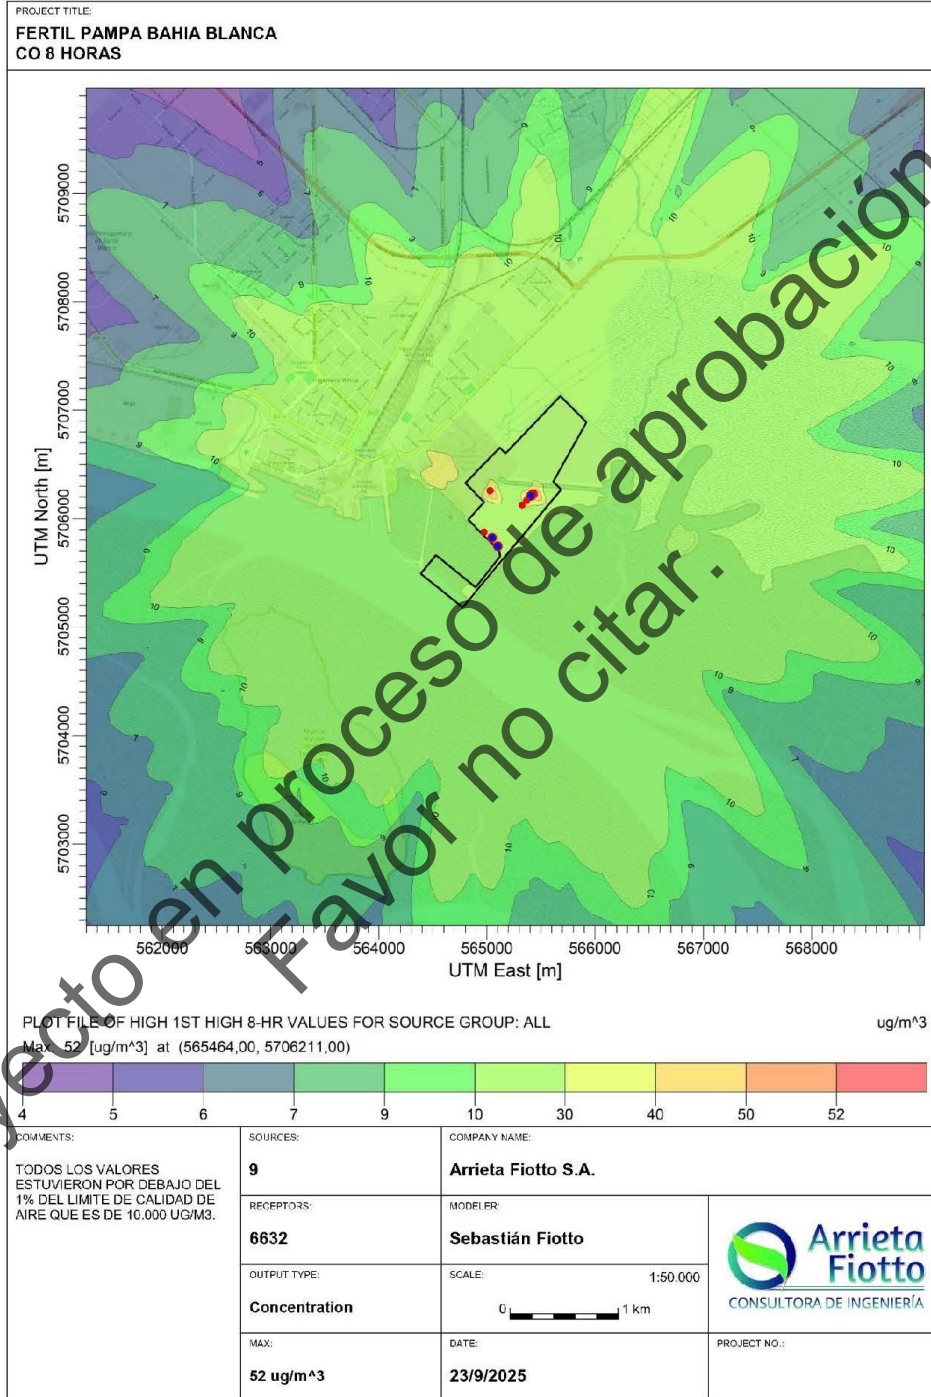 PROJECT TITLE:
FERTIL PAMPA BAHIA BLANCA
CO 8 HORAS
UTM North [m]
5709000
5708000
5707000
5706000
5705000
5704000
5703000
562000 563000 564000 565000 566000 567000 568000
UTM East [m]
Proyecto en proceso de aprobación
Favor no citar.
PLOT FILE OF HIGH 1ST HIGH 8-HR VALUES FOR SOURCE GROUP: ALL
ug/m^3
Max: 52 [ug/m^3] at (565464,00, 5706211,00)
4 5 6 7 9 10 30 40 50 52
COMMENTS:
TODOS LOS VALORES
ESTUVIERON POR DEBAJO DEL
1% DEL LIMITE DE CALIDAD DE
AIRE QUE ES DE 10.000 UG/M3.
SOURCES:
9
COMPANY NAME:
Arrieta Fiotto S.A.
RECEPTORS:
6632
MODELER:
Sebastián Fiotto
OUTPUT TYPE:
Concentration
SCALE:
1:50.000
0 1 km
MAX:
52 ug/m^3
DATE:
23/9/2025
Arrieta
Fiotto
CONSULTORA DE INGENIERÍA
PROJECT NO.: